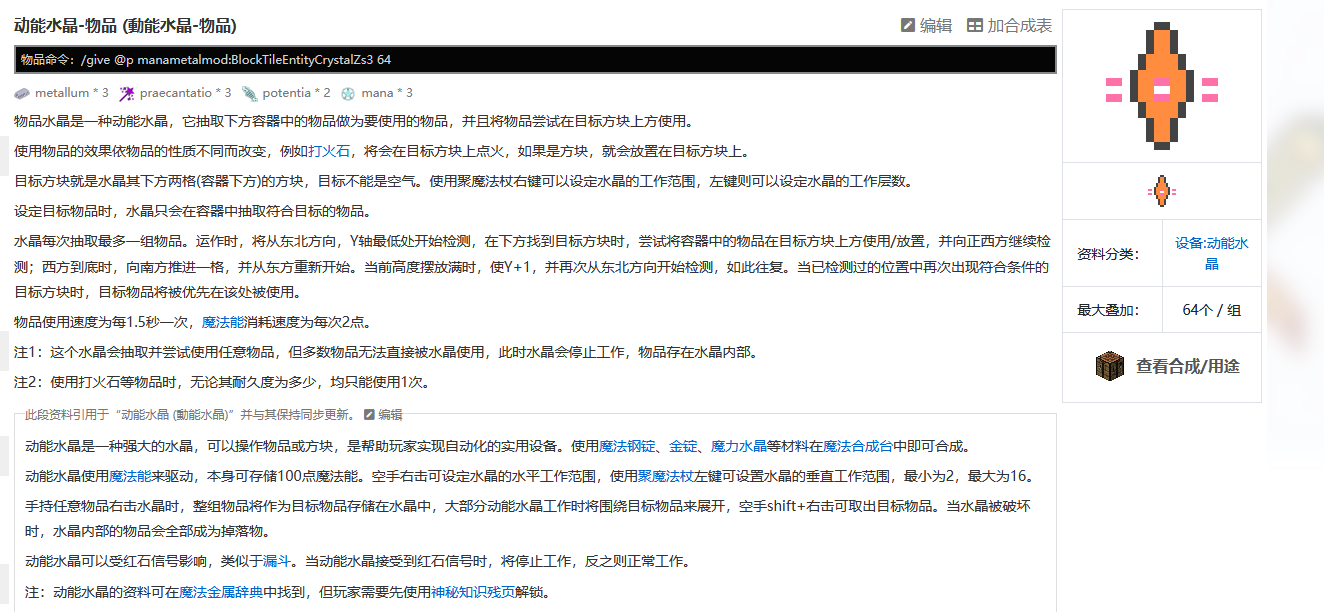 动能水晶-物品 (動能水晶-物品)
编辑 加合成表
物品命令：/give @p manametalmod:BlockTileEntityCrystalZs3 64
metallum * 3 praecantatio * 3 potentia * 2 mana * 3
物品水晶是一种动能水晶，它抽取下方容器中的物品做为要使用的物品，并且将物品尝试在目标方块上方使用。
使用物品的效果依物品的性质不同而改变，例如打火石，将会在目标方块上点火，如果是方块，就会放置在目标方块上。
目标方块就是水晶其下方两格(容器下方)的方块，目标不能是空气。使用聚魔法杖右键可以设定水晶的工作范围，左键则可以设定水晶的工作层数。
设定目标物品时，水晶只会在容器中抽取符合目标的物品。
水晶每次抽取最多一组物品。运作时，将从东北方向，Y轴最低处开始检测，在下方找到目标方块时，尝试将容器中的物品在目标方块上方使用/放置，并向正西方继续检
测；西方到底时，向南方推进一格，并从东方重新开始。当前高度摆放满时，使Y+1，并再次从东北方向开始检测，如此往复。当已检测过的位置中再次出现符合条件的
目标方块时，目标物品将被优先在该处被使用。
物品使用速度为每1.5秒一次，魔法能消耗速度为每次2点。
注1：这个水晶会抽取并尝试使用任意物品，但多数物品无法直接被水晶使用，此时水晶会停止工作，物品存在水晶内部。
注2：使用打火石等物品时，无论其耐久度为多少，均只能使用1次。
此段资料引用于“动能水晶 (動能水晶)”并与其保持同步更新。 编辑
动能水晶是一种强大的水晶，可以操作物品或方块，是帮助玩家实现自动化的实用设备。使用魔法钢锭、金锭、魔力水晶等材料在魔法合成台中即可合成。
动能水晶使用魔法能来驱动，本身可存储100点魔法能。空手右击可设定水晶的水平工作范围，使用聚魔法杖左键可设置水晶的垂直工作范围，最小为2，最大为16。
手持任意物品右击水晶时，整组物品将作为目标物品存储在水晶中，大部分动能水晶工作时将围绕目标物品来展开，空手shift+右击可取出目标物品。当水晶被破坏
时，水晶内部的物品会全部成为掉落物。
动能水晶可以受红石信号影响，类似于漏斗。当动能水晶接受到红石信号时，将停止工作，反之则正常工作。
注：动能水晶的资料可在魔法金属辞典中找到，但玩家需要先使用神秘知识残页解锁。
资料分类： 设备:动能水
晶
最大叠加： 64个 / 组
查看合成/用途